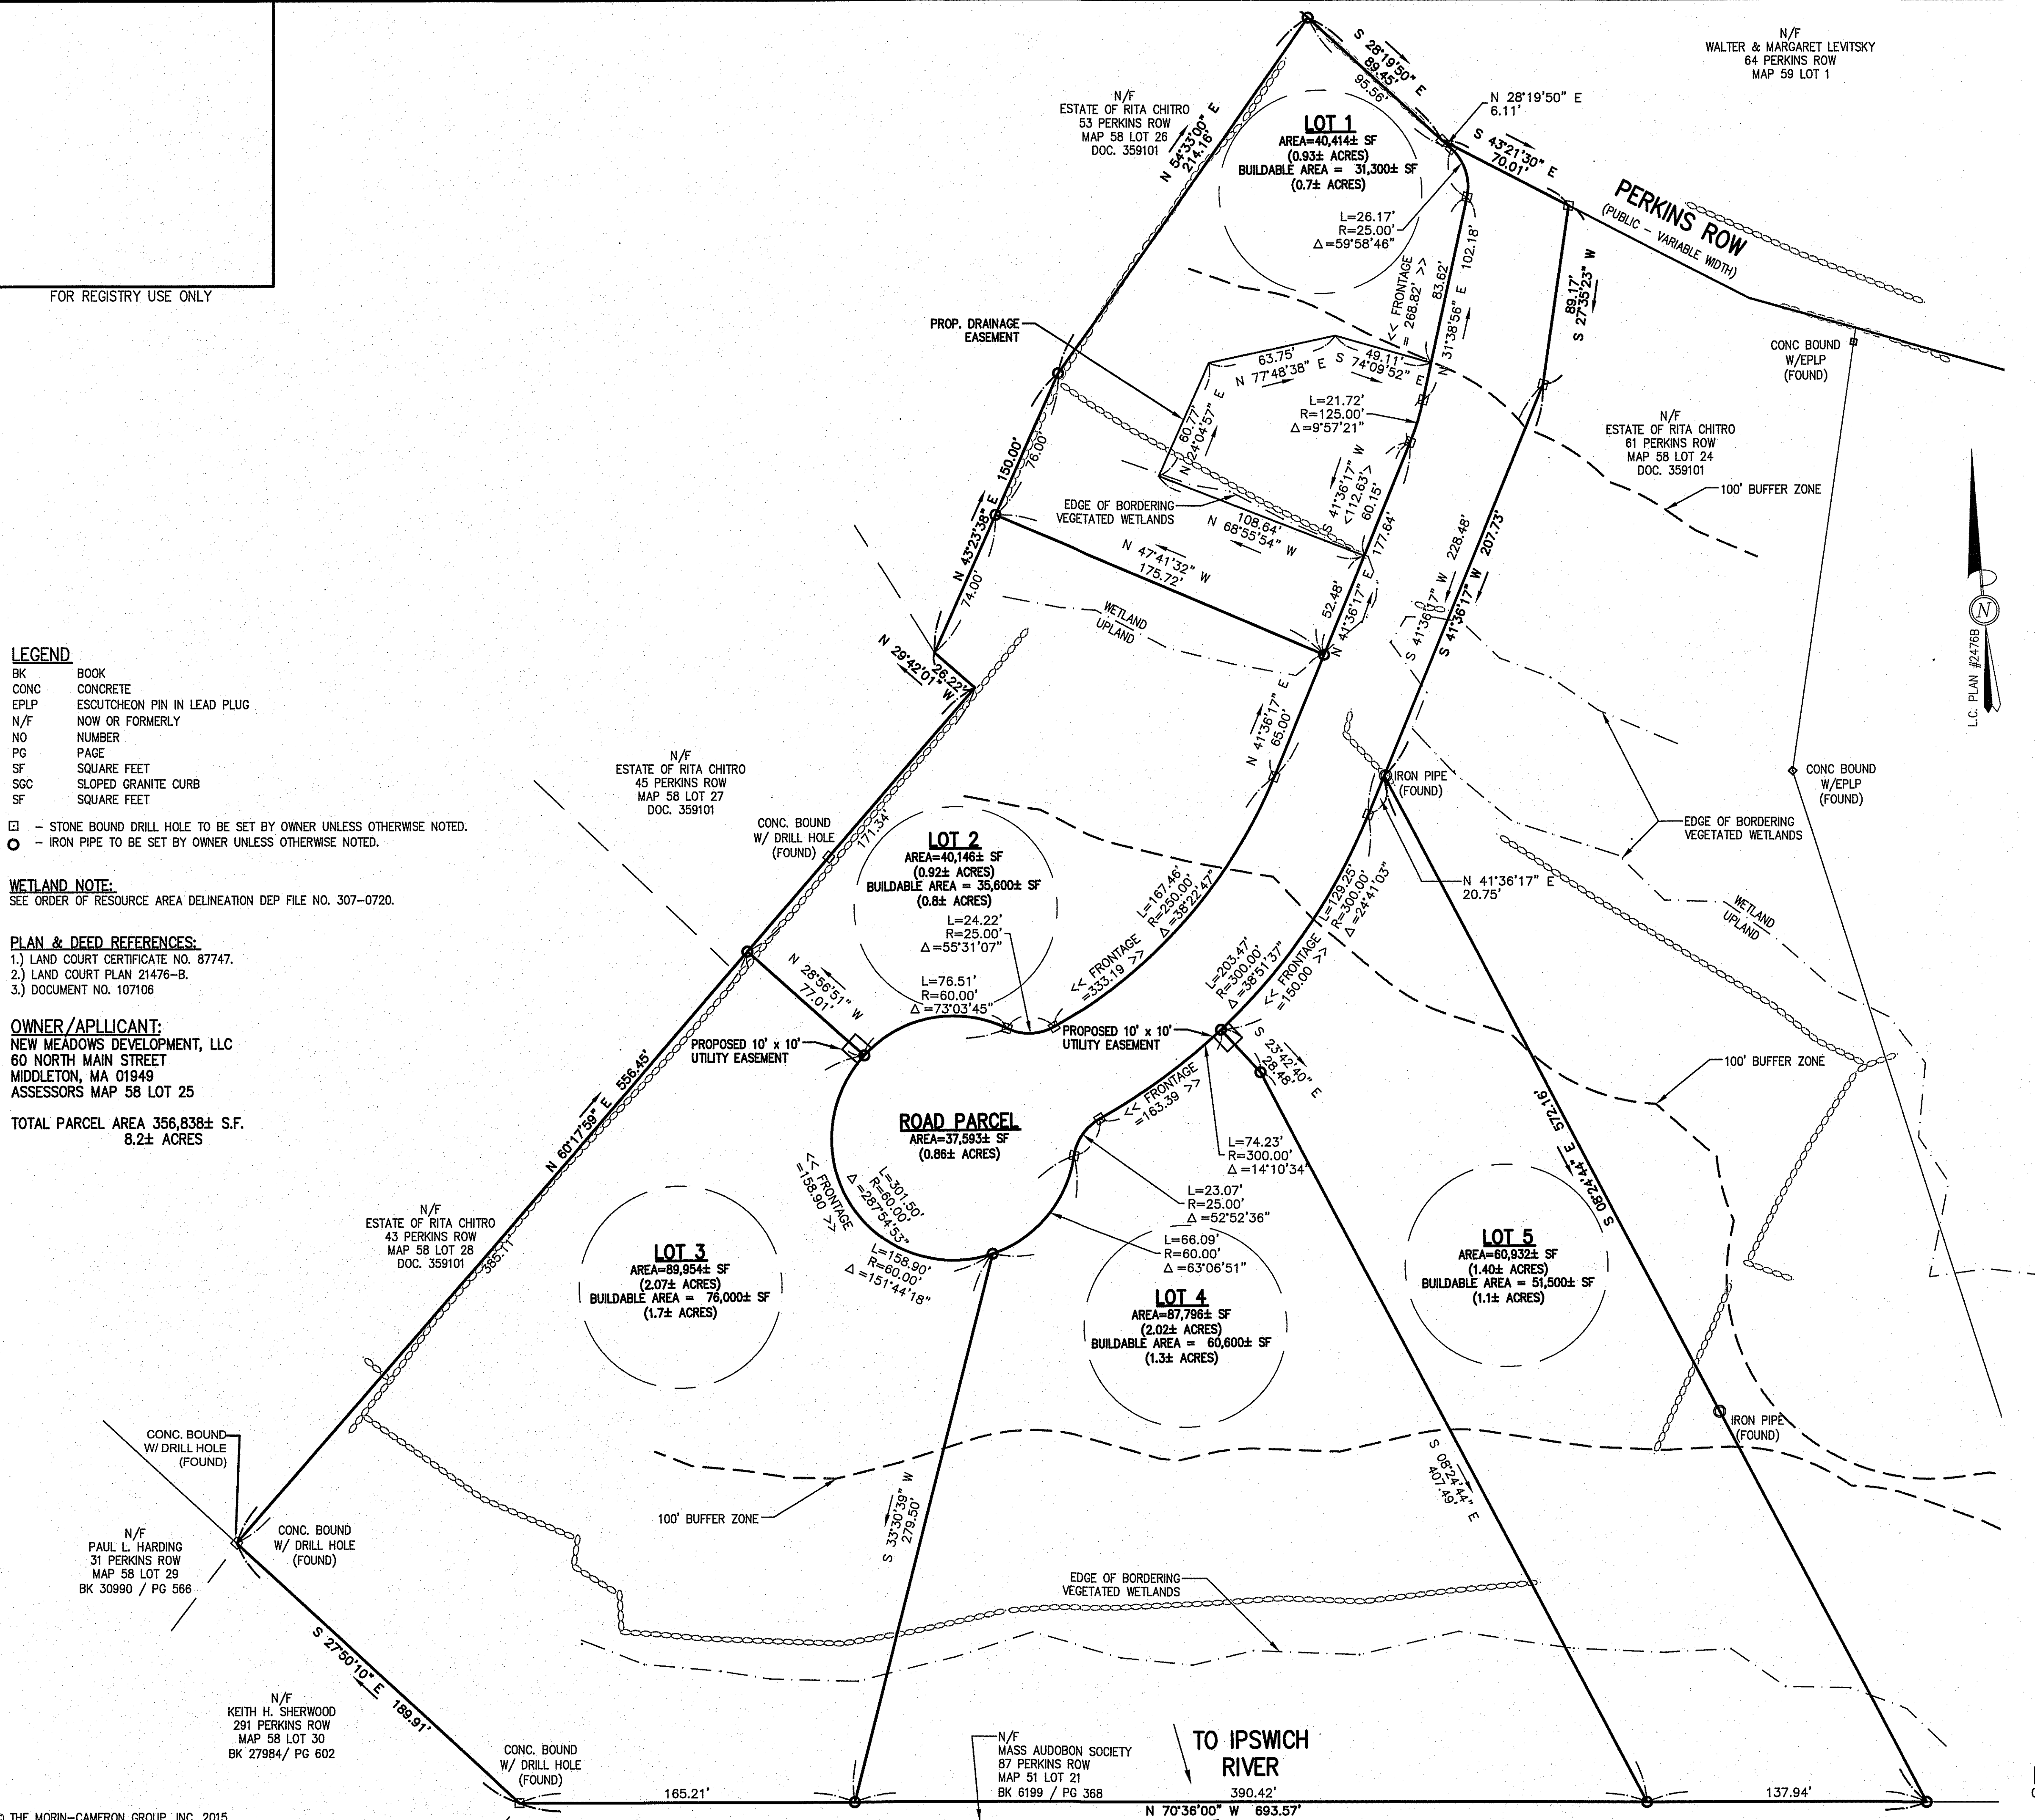 FOR REGISTRY USE ONLY
N/F
WALTER & MARGARET LEVITSKY
64 PERKINS ROW
MAP 59 LOT 1
S 28°19'50" E
89.45'
95.56'
N 28°19'50" E
6.11'
S 43°21'30" E
70.01'
PERKINS ROW
(PUBLIC - VARIABLE WIDTH)
N/F
ESTATE OF RITA CHITRO
53 PERKINS ROW
MAP 58 LOT 26
DOC. 359101
N 54°33'00" E
214.16'
LOT 1
AREA=40,414± SF
(0.93± ACRES)
BUILDABLE AREA = 31,300± SF
(0.7± ACRES)
L=26.17'
R=25.00'
Δ=59°58'46"
<< FRONTAGE
= 268.82' >>
83.62'
N 31°38'56" E 102.18'
89.17'
S 27°35'23" W
PROP. DRAINAGE
EASEMENT
63.75'
N 77°48'38" E
49.11'
S 74°09'52" E
60.77'
N 24°04'57" E
L=21.72'
R=125.00'
Δ=9°57'21"
CONC BOUND
W/EPLP
(FOUND)
N/F
ESTATE OF RITA CHITRO
61 PERKINS ROW
MAP 58 LOT 24
DOC. 359101
100' BUFFER ZONE
N 43°23'38" E 150.00'
76.00'
74.00'
EDGE OF BORDERING
VEGETATED WETLANDS
108.64'
N 68°55'54" W
S 41°36'17" W
<112.63'>
60.15'
177.64'
N 47°41'32" W
175.72'
52.48'
N 41°36'17" E
S 41°36'17" W 228.48'
S 41°36'17" W 207.73'
WETLAND
UPLAND
N 29°42'01" W
26.22'
L.C. PLAN #2476B
N
LEGEND
BK BOOK
CONC CONCRETE
EPLP ESCUTCHEON PIN IN LEAD PLUG
N/F NOW OR FORMERLY
NO NUMBER
PG PAGE
SF SQUARE FEET
SGC SLOPED GRANITE CURB
SF SQUARE FEET
- STONE BOUND DRILL HOLE TO BE SET BY OWNER UNLESS OTHERWISE NOTED.
- IRON PIPE TO BE SET BY OWNER UNLESS OTHERWISE NOTED.
WETLAND NOTE:
SEE ORDER OF RESOURCE AREA DELINEATION DEP FILE NO. 307-0720.
PLAN & DEED REFERENCES:
1.) LAND COURT CERTIFICATE NO. 87747.
2.) LAND COURT PLAN 21476-B.
3.) DOCUMENT NO. 107106
OWNER/APLLICANT:
NEW MEADOWS DEVELOPMENT, LLC
60 NORTH MAIN STREET
MIDDLETON, MA 01949
ASSESSORS MAP 58 LOT 25
TOTAL PARCEL AREA 356,838± S.F.
8.2± ACRES
N/F
ESTATE OF RITA CHITRO
45 PERKINS ROW
MAP 58 LOT 27
DOC. 359101
CONC. BOUND
W/ DRILL HOLE
(FOUND)
171.34'
N 41°36'17" E
65.00'
IRON PIPE
(FOUND)
CONC BOUND
W/EPLP
(FOUND)
EDGE OF BORDERING
VEGETATED WETLANDS
LOT 2
AREA=40,146± SF
(0.92± ACRES)
BUILDABLE AREA = 35,600± SF
(0.8± ACRES)
L=24.22'
R=25.00'
Δ=55°31'07"
L=76.51'
R=60.00'
Δ=73°03'45"
L=167.46'
R=250.00'
Δ=38°22'47"
<< FRONTAGE
=333.19 >>
L=129.25'
R=300.00'
Δ=24°41'03"
L=203.47'
R=300.00'
Δ=38°51'37"
<< FRONTAGE
=150.00 >>
N 41°36'17" E
20.75'
WETLAND
UPLAND
N 28°56'51" W
77.01'
PROPOSED 10' x 10'
UTILITY EASEMENT
PROPOSED 10' x 10'
UTILITY EASEMENT
S 23°42'40" E
28.48'
100' BUFFER ZONE
N 60°17'59" E 556.45'
ROAD PARCEL
AREA=37,593± SF
(0.86± ACRES)
<< FRONTAGE
=163.39 >>
L=74.23'
R=300.00'
Δ=14°10'34"
L=23.07'
R=25.00'
Δ=52°52'36"
L=66.09'
R=60.00'
Δ=63°06'51"
<< FRONTAGE
=158.90 >>
L=301.50'
R=60.00'
Δ=287°54'53"
L=158.90'
R=60.00'
Δ=151°44'18"
S 08°24'44" E 572.16'
N/F
ESTATE OF RITA CHITRO
43 PERKINS ROW
MAP 58 LOT 28
DOC. 359101
385.11'
LOT 3
AREA=89,954± SF
(2.07± ACRES)
BUILDABLE AREA = 76,000± SF
(1.7± ACRES)
LOT 4
AREA=87,796± SF
(2.02± ACRES)
BUILDABLE AREA = 60,600± SF
(1.3± ACRES)
LOT 5
AREA=60,932± SF
(1.40± ACRES)
BUILDABLE AREA = 51,500± SF
(1.1± ACRES)
IRON PIPE
(FOUND)
CONC. BOUND
W/ DRILL HOLE
(FOUND)
CONC. BOUND
W/ DRILL HOLE
(FOUND)
N/F
PAUL L. HARDING
31 PERKINS ROW
MAP 58 LOT 29
BK 30990 / PG 566
100' BUFFER ZONE
S 33°30'39" W
279.50'
S 08°24'44" E
407.49'
EDGE OF BORDERING
VEGETATED WETLANDS
S 27°50'10" E 189.91'
N/F
KEITH H. SHERWOOD
291 PERKINS ROW
MAP 58 LOT 30
BK 27984/ PG 602
CONC. BOUND
W/ DRILL HOLE
(FOUND)
N/F
MASS AUDOBON SOCIETY
87 PERKINS ROW
MAP 51 LOT 21
BK 6199 / PG 368
TO IPSWICH
RIVER
165.21'
390.42'
137.94'
N 70°36'00" W 693.57'
© THE MORIN-CAMERON GROUP, INC. 2015